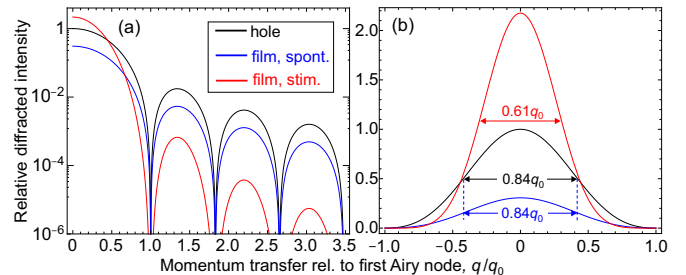 (a)
hole
film, spont.
film, stim.
Relative diffracted intensity
1
10⁻²
10⁻⁴
10⁻⁶
0 0.5 1.0 1.5 2.0 2.5 3.0 3.5
(b)
2.0
1.5
1.0
0.5
0.0
0.61q₀
0.84q₀
0.84q₀
−1.0 −0.5 0 0.5 1.0
Momentum transfer rel. to first Airy node, q/q₀